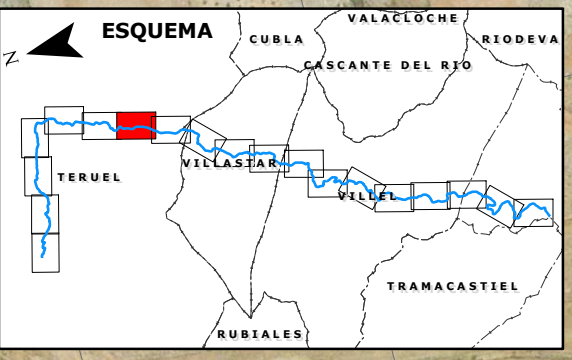 ESQUEMA
VALACLOCHE
CUBLA
RIODEVA
Z
CASCANTE DEL RIO
VILLASTAR
TERUEL
VILLEL
TRAMACASTIEL
RUBIALES